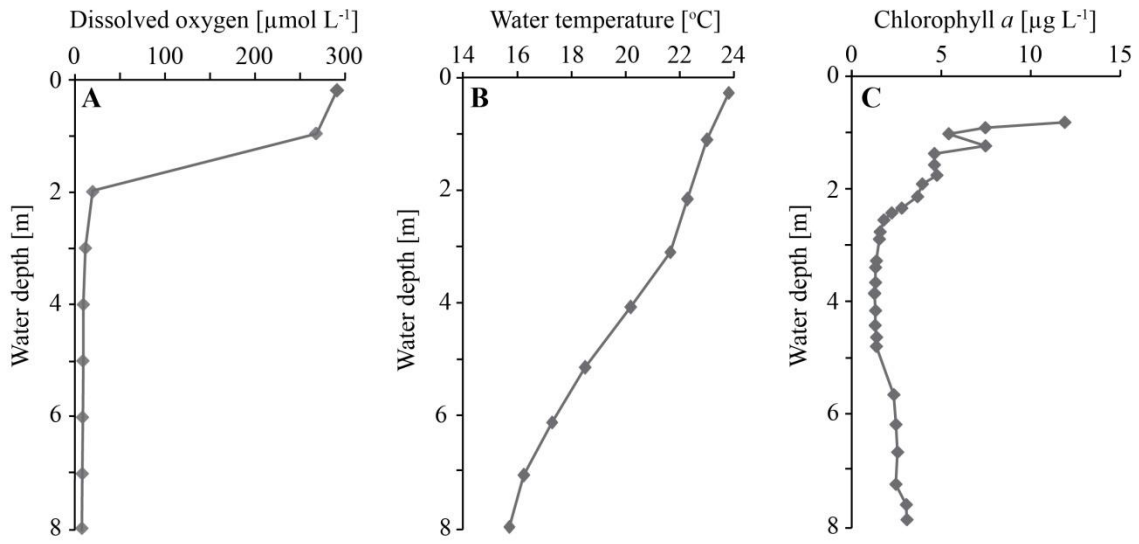 Dissolved oxygen [µmol L-1]
0 100 200 300
A
0
2
4
6
8
Water depth [m]
Water temperature [oC]
14 16 18 20 22 24
B
0
2
4
6
8
Water depth [m]
Chlorophyll a [µg L-1]
0 5 10 15
C
0
2
4
6
8
Water depth [m]